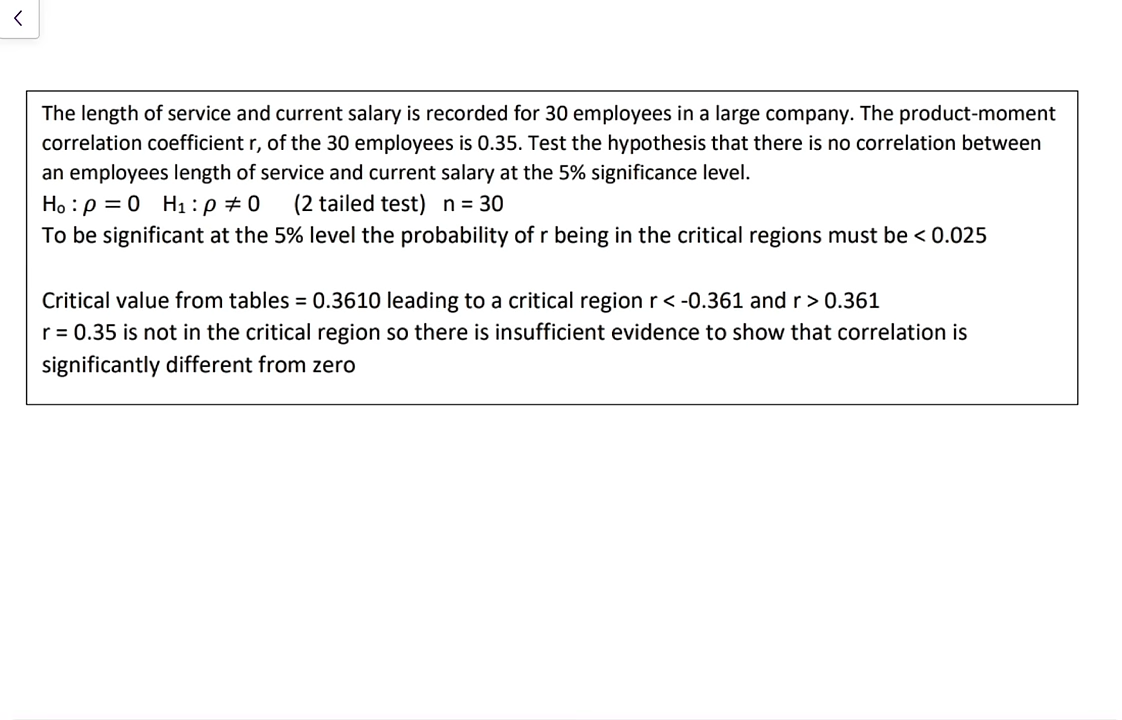 The length of service and current salary is recorded for 30 employees in a large company. The product-moment
correlation coefficient r, of the 30 employees is 0.35. Test the hypothesis that there is no correlation between
an employees length of service and current salary at the 5% significance level.
H₀ : ρ = 0   H₁ : ρ ≠ 0   (2 tailed test)   n = 30
To be significant at the 5% level the probability of r being in the critical regions must be < 0.025
Critical value from tables = 0.3610 leading to a critical region r < -0.361 and r > 0.361
r = 0.35 is not in the critical region so there is insufficient evidence to show that correlation is
significantly different from zero